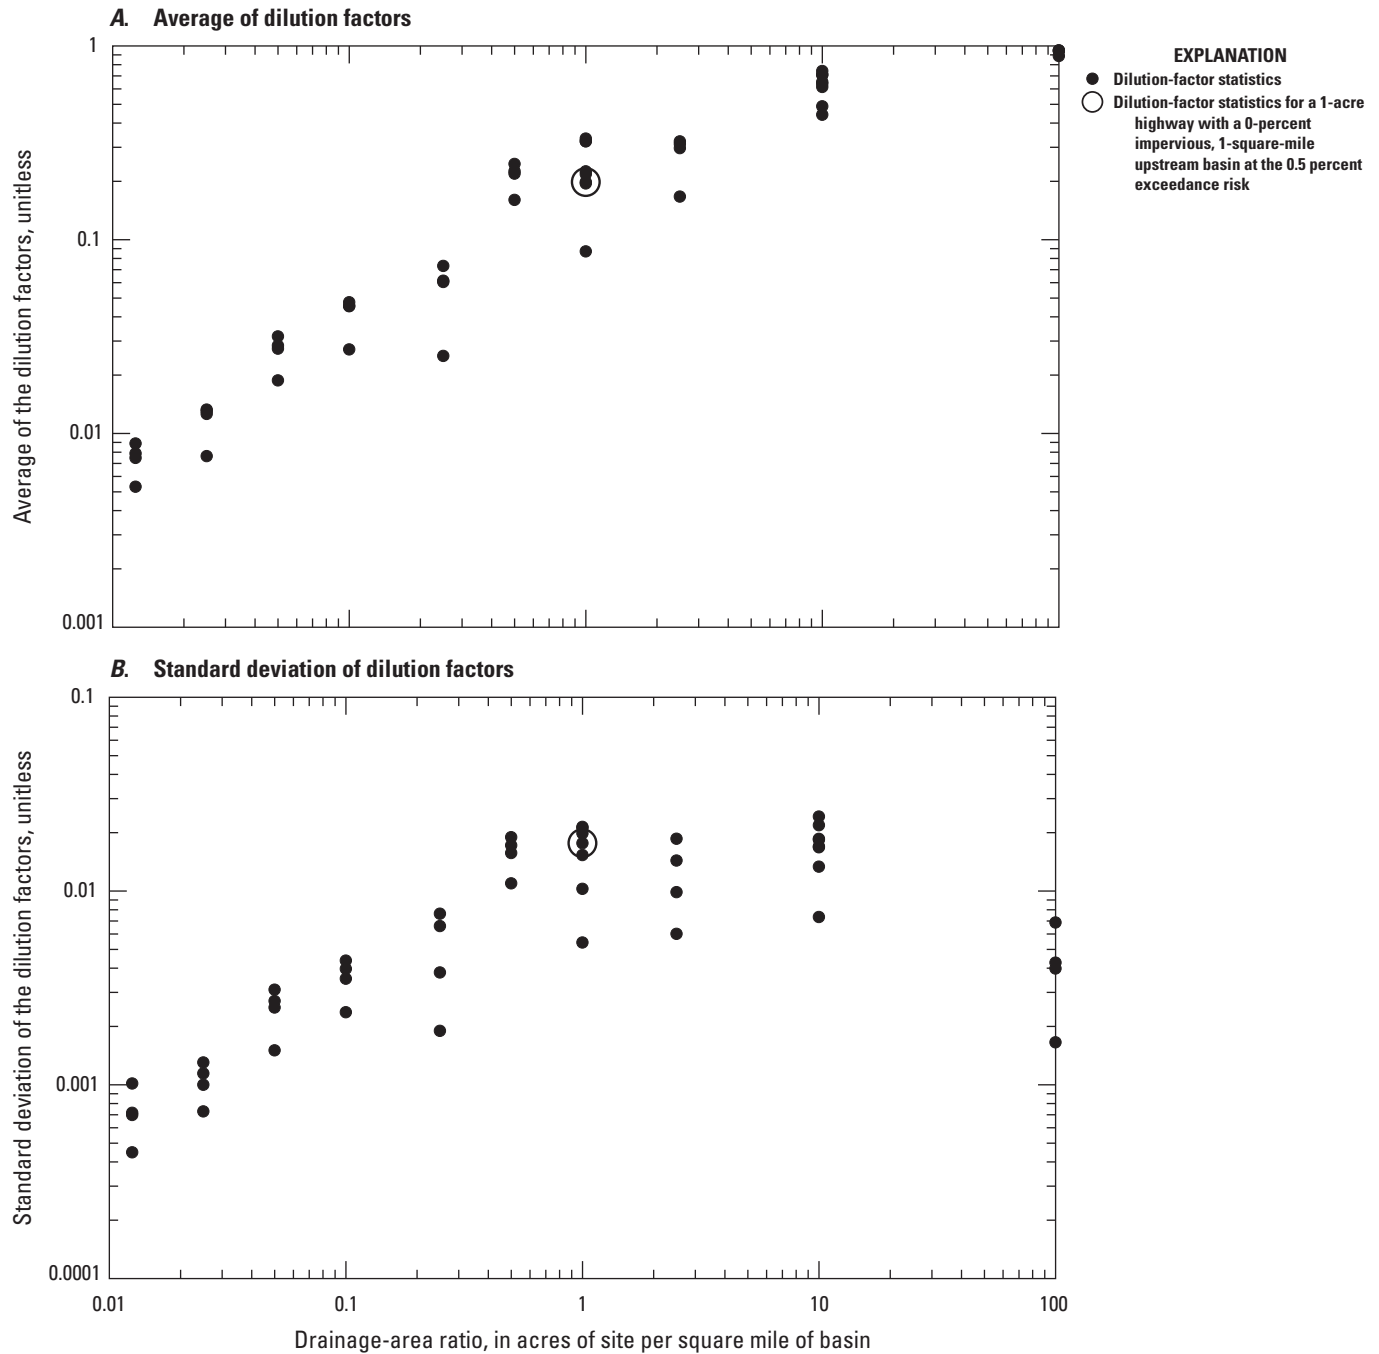 A. Average of dilution factors
1
0.1
0.01
0.001
Average of the dilution factors, unitless
EXPLANATION
Dilution-factor statistics
Dilution-factor statistics for a 1-acre
highway with a 0-percent
impervious, 1-square-mile
upstream basin at the 0.5 percent
exceedance risk
B. Standard deviation of dilution factors
0.1
0.01
0.001
0.0001
Standard deviation of the dilution factors, unitless
0.01 0.1 1 10 100
Drainage-area ratio, in acres of site per square mile of basin